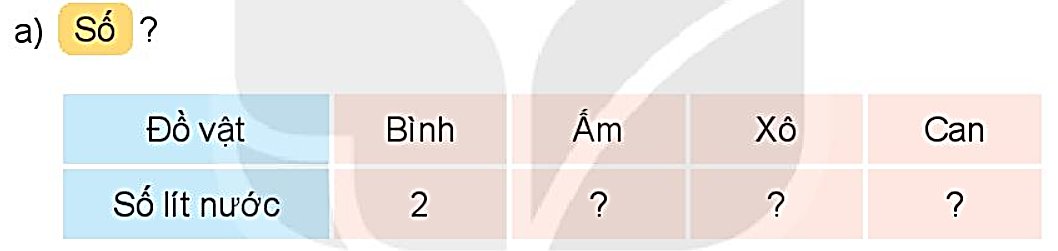 a) Số ?
Đồ vật Bình Ấm Xô Can
Số lít nước 2 ? ? ?